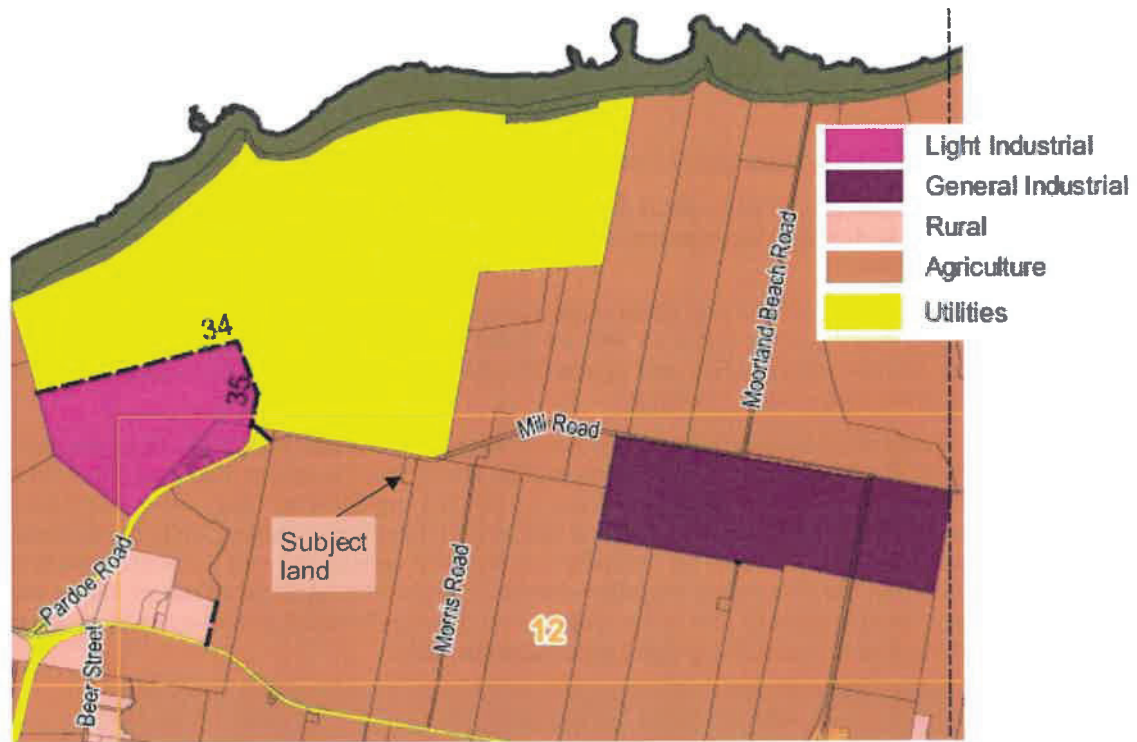 Light Industrial
General Industrial
Rural
Agriculture
Utilities
34
35
Moorland Beach Road
Mill Road
Subject
land
Pardoe Road
Morris Road
12
Beer Street